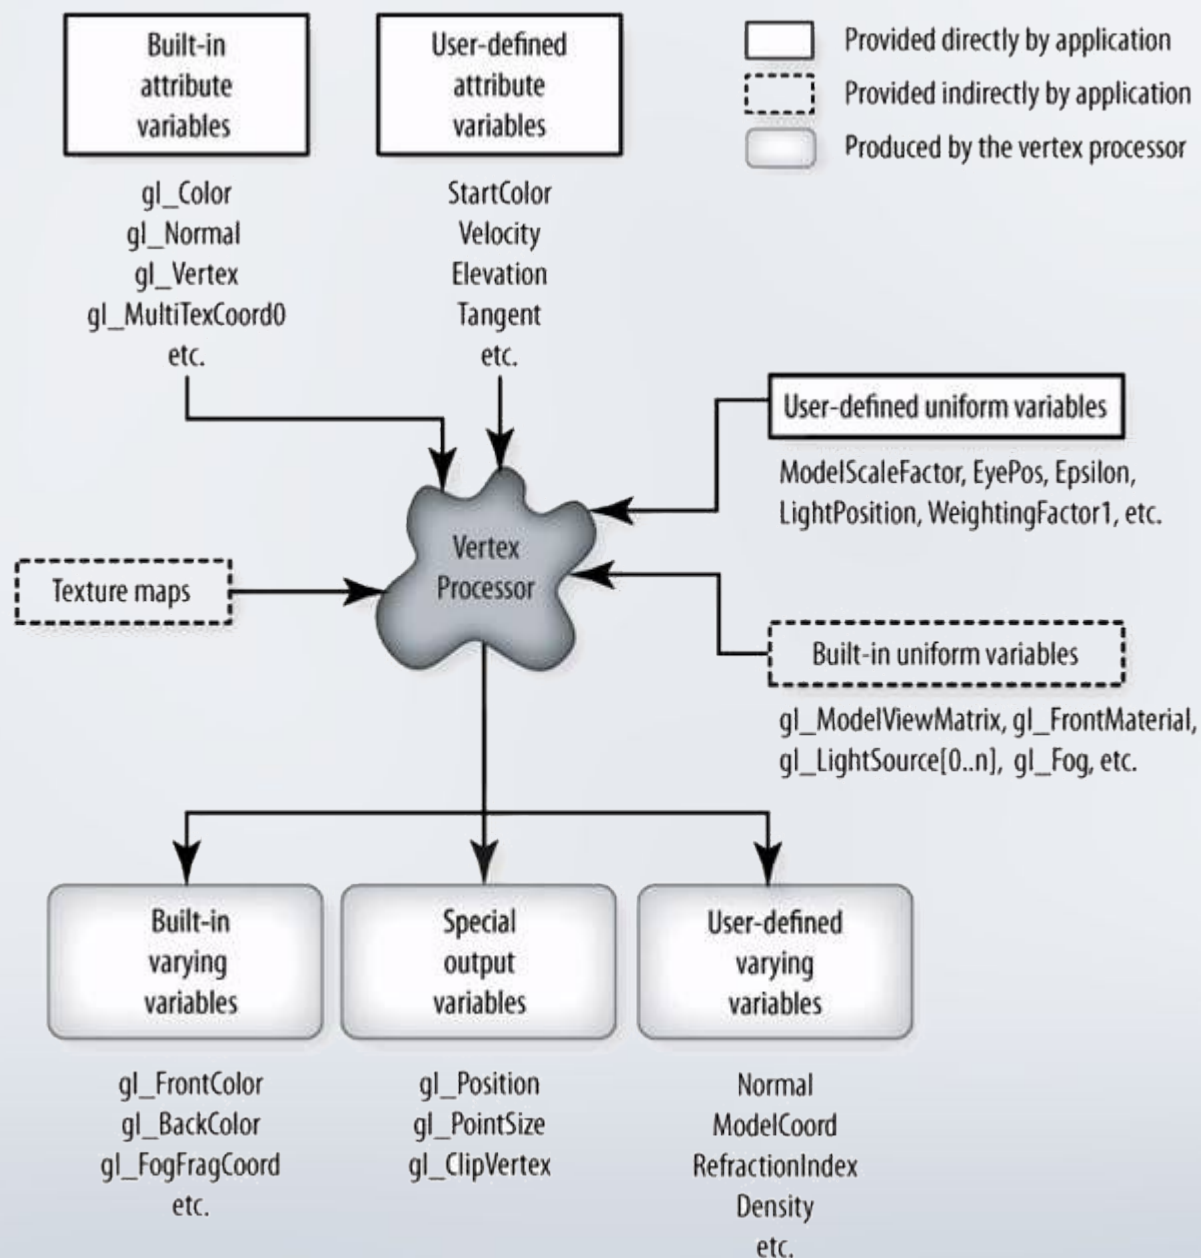 Built-in
attribute
variables
gl_Color
gl_Normal
gl_Vertex
gl_MultiTexCoord0
etc.
User-defined
attribute
variables
StartColor
Velocity
Elevation
Tangent
etc.
Provided directly by application
Provided indirectly by application
Produced by the vertex processor
User-defined uniform variables
ModelScaleFactor, EyePos, Epsilon,
LightPosition, WeightingFactor1, etc.
Vertex
Processor
Texture maps
Built-in uniform variables
gl_ModelViewMatrix, gl_FrontMaterial,
gl_LightSource[0..n], gl_Fog, etc.
Built-in
varying
variables
gl_FrontColor
gl_BackColor
gl_FogFragCoord
etc.
Special
output
variables
gl_Position
gl_PointSize
gl_ClipVertex
User-defined
varying
variables
Normal
ModelCoord
RefractionIndex
Density
etc.